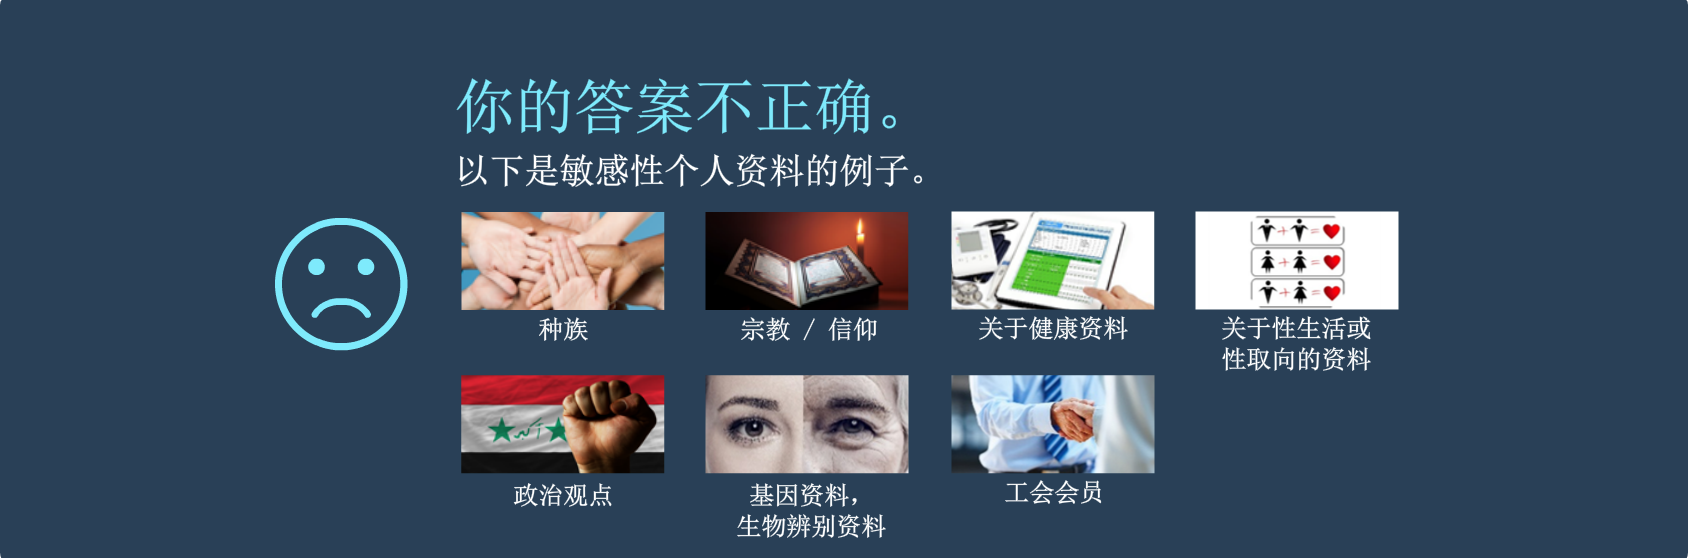 你的答案不正确。
以下是敏感性个人资料的例子。
种族
宗教 / 信仰
关于健康资料
关于性生活或
性取向的资料
政治观点
基因资料，
生物辨别资料
工会会员